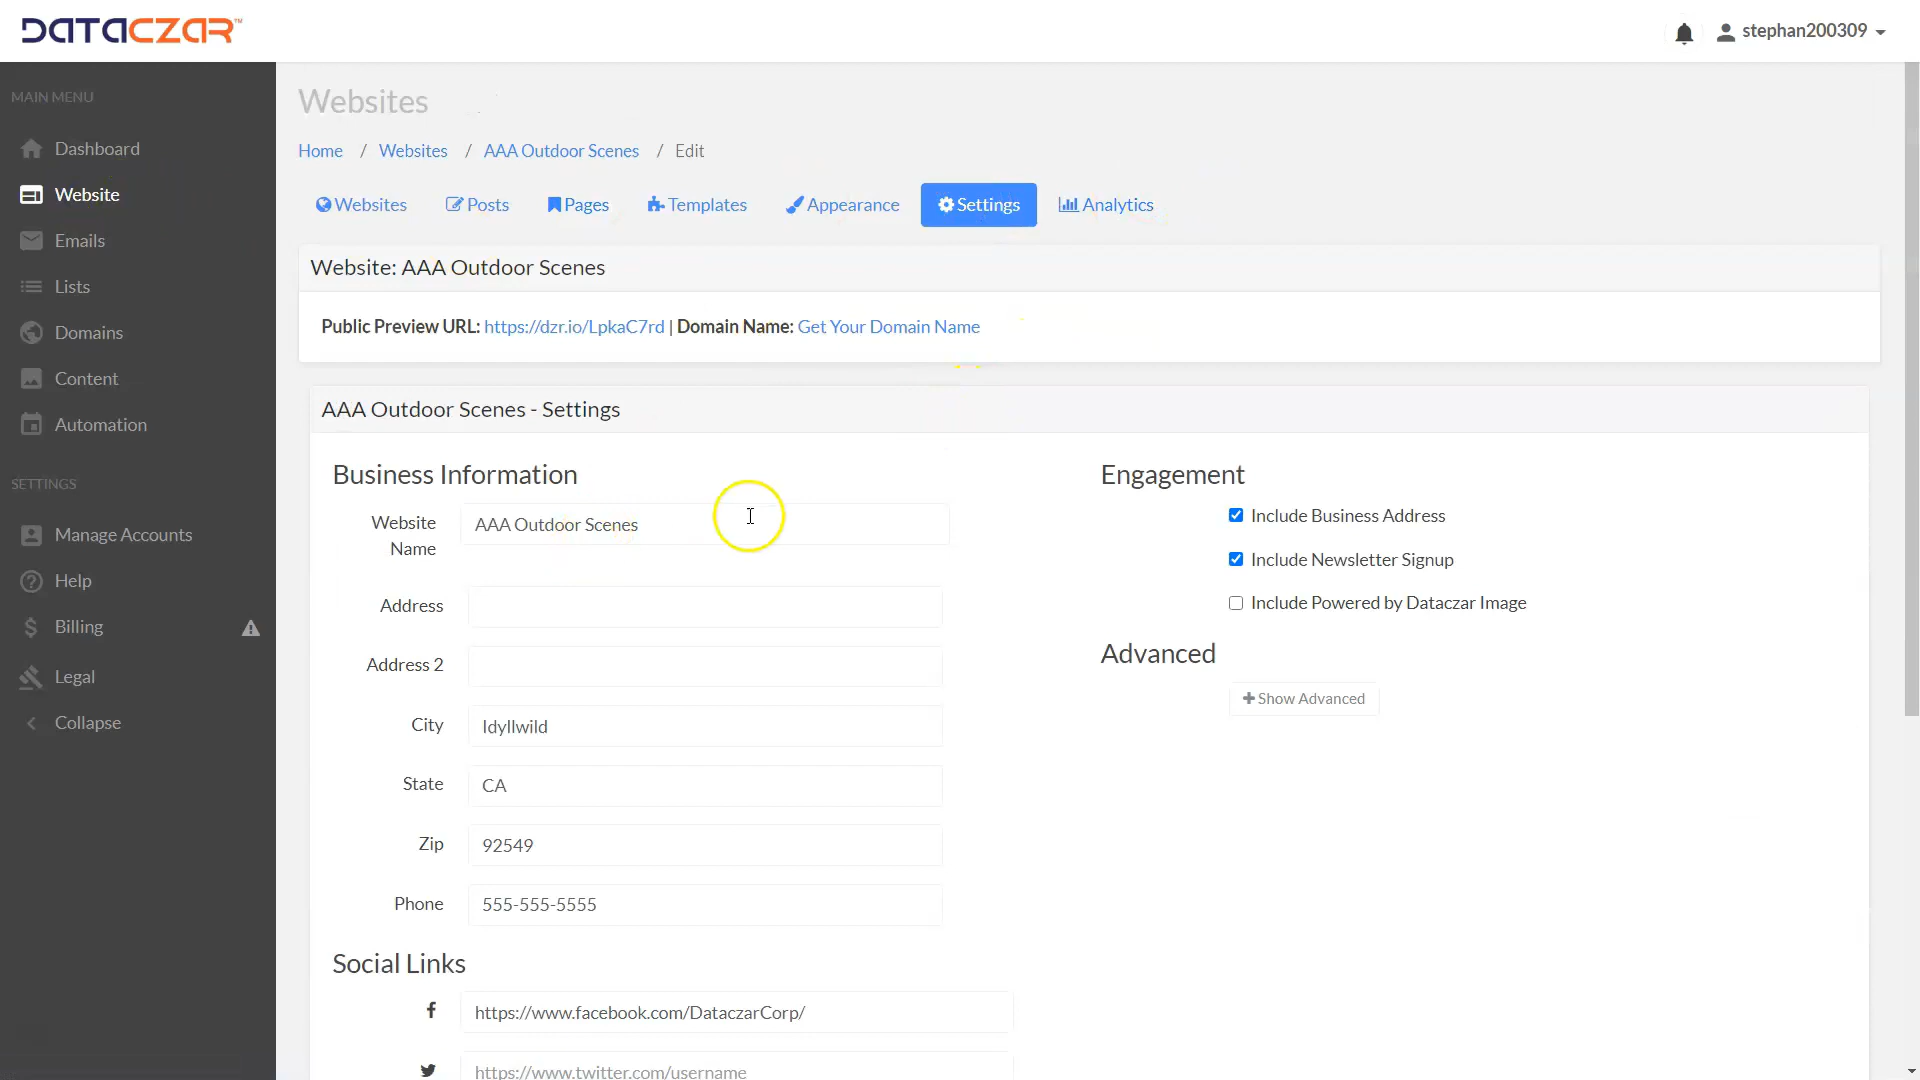 DATACZAR™
stephan200309
MAIN MENU
Dashboard
Website
Emails
Lists
Domains
Content
Automation
SETTINGS
Manage Accounts
Help
Billing
Legal
Collapse
Websites
Home / Websites / AAA Outdoor Scenes / Edit
Websites Posts Pages Templates Appearance Settings Analytics
Website: AAA Outdoor Scenes
Public Preview URL: https://dzr.io/LpkaC7rd | Domain Name: Get Your Domain Name
AAA Outdoor Scenes - Settings
Business Information
Website
Name
AAA Outdoor Scenes
Address
Address 2
City
Idyllwild
State
CA
Zip
92549
Phone
555-555-5555
Social Links
https://www.facebook.com/DataczarCorp/
https://www.twitter.com/username
Engagement
Include Business Address
Include Newsletter Signup
Include Powered by Dataczar Image
Advanced
Show Advanced